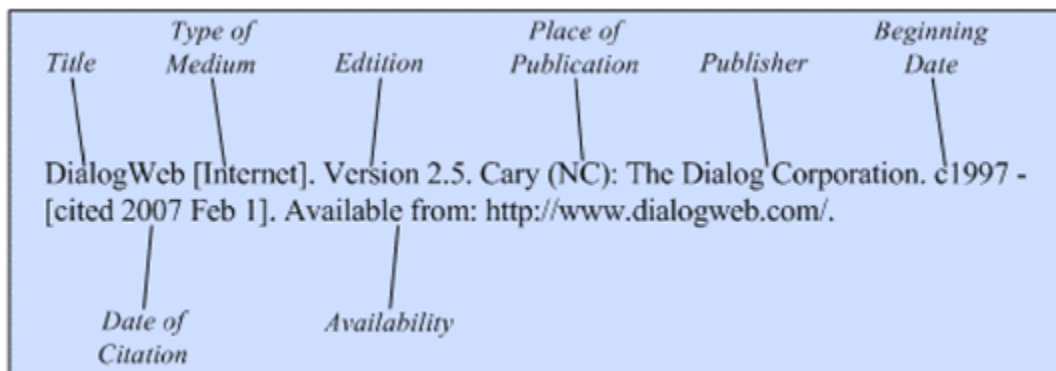 Type of Place of Beginning
Title Medium Edtition Publication Publisher Date
DialogWeb [Internet]. Version 2.5. Cary (NC): The Dialog Corporation. c1997 -
[cited 2007 Feb 1]. Available from: http://www.dialogweb.com/.
Date of Availability
Citation